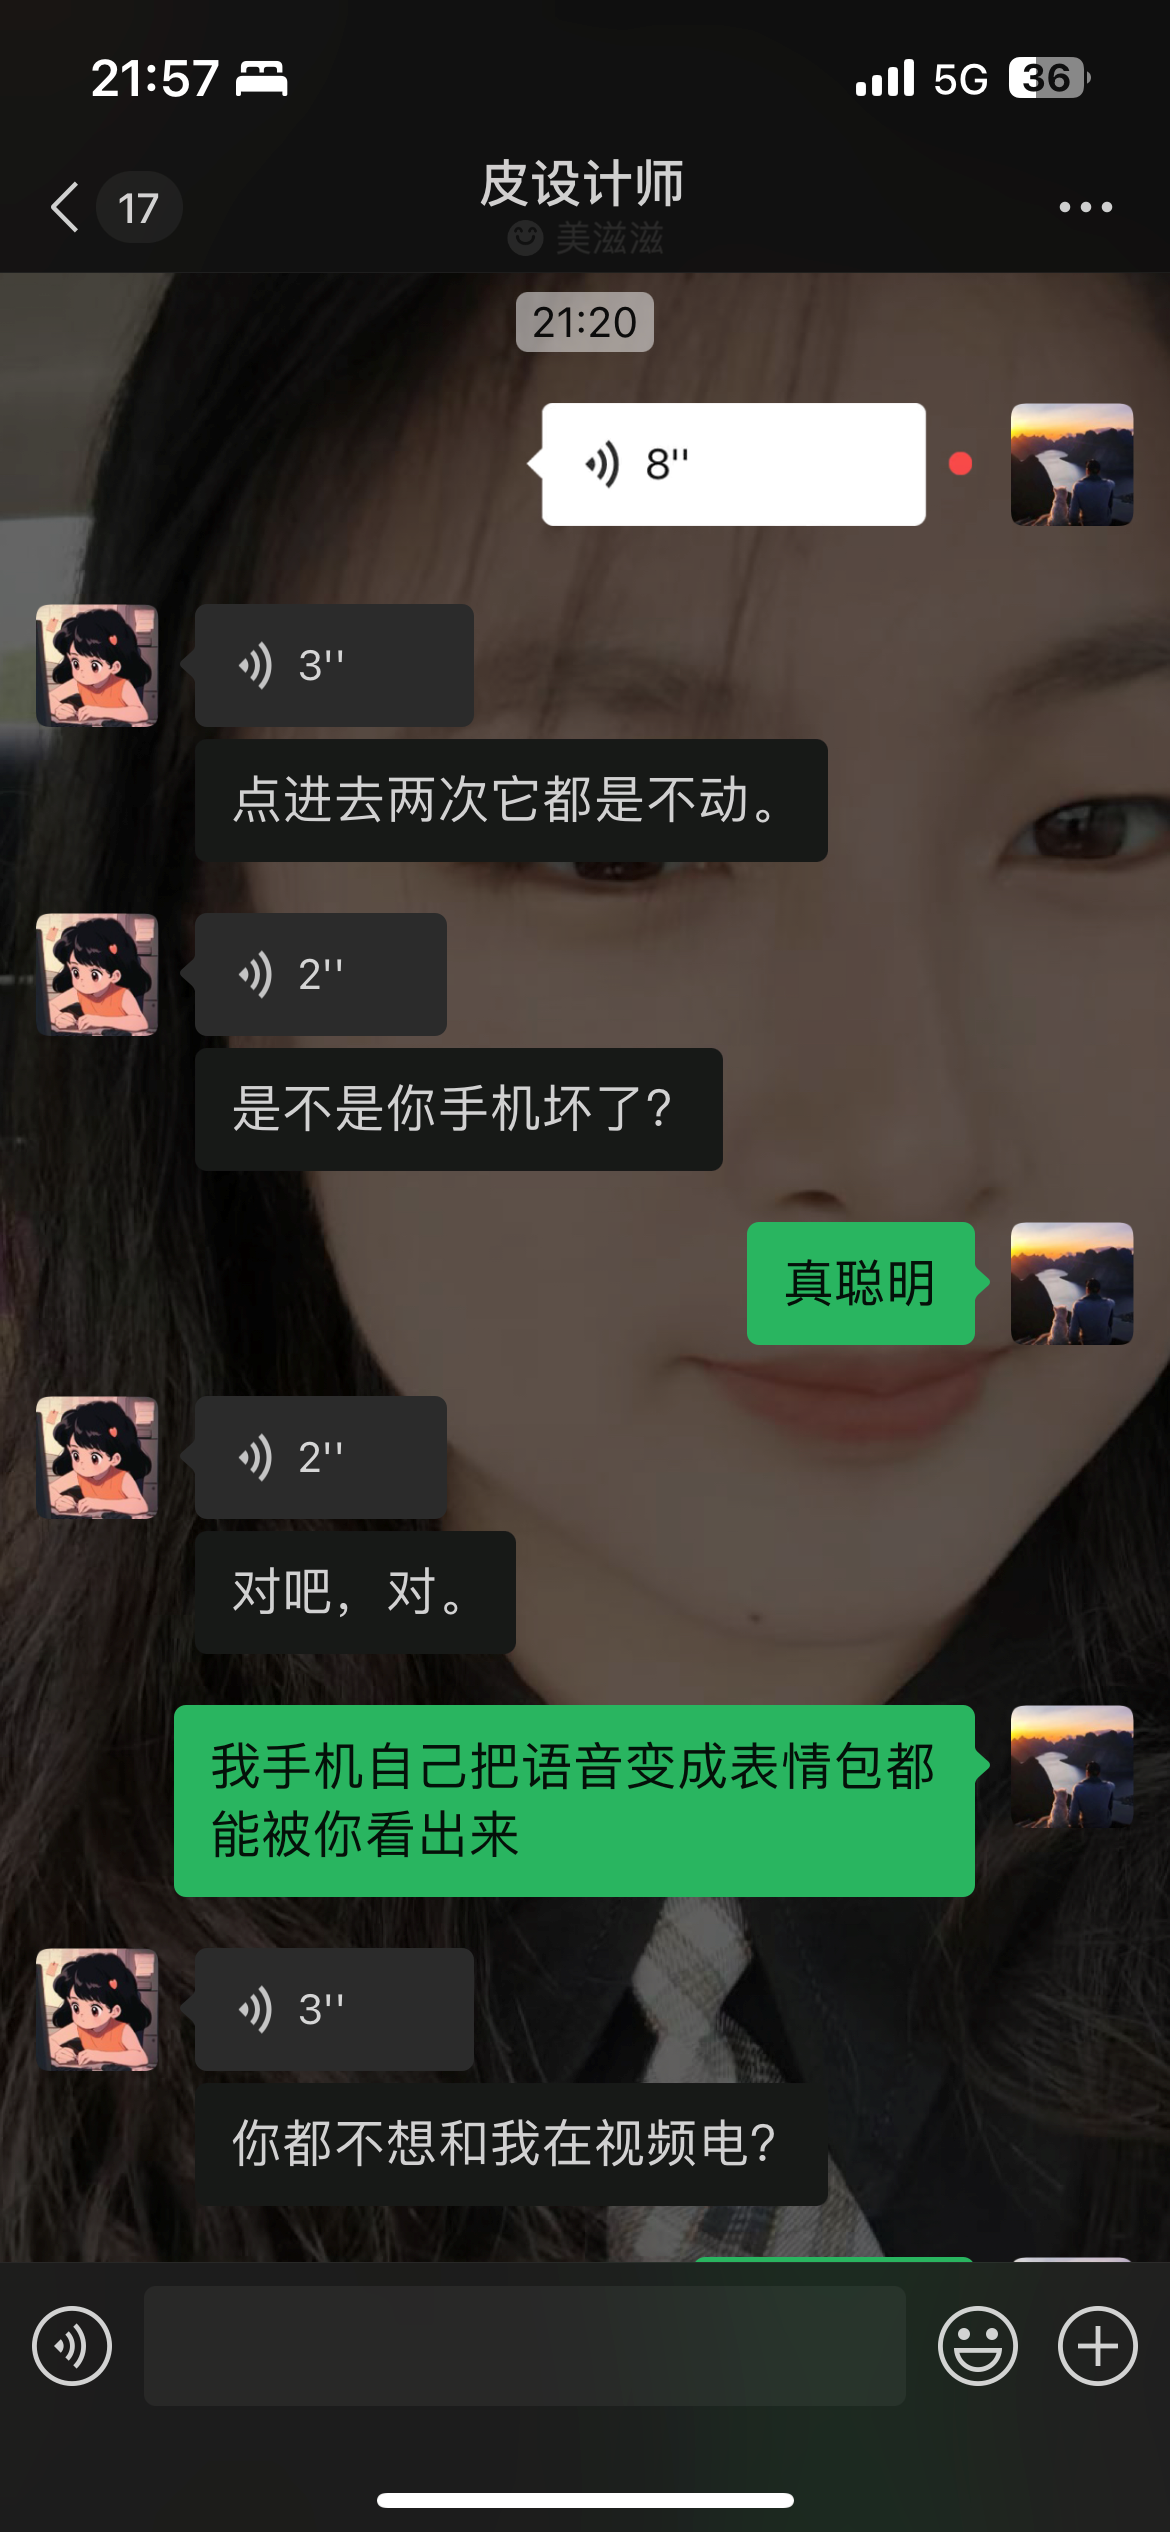 21:57
5G
36
17
皮设计师
美滋滋
21:20
8''
3''
点进去两次它都是不动。
2''
是不是你手机坏了?
真聪明
2''
对吧，对。
我手机自己把语音变成表情包都
能被你看出来
3''
你都不想和我在视频电?